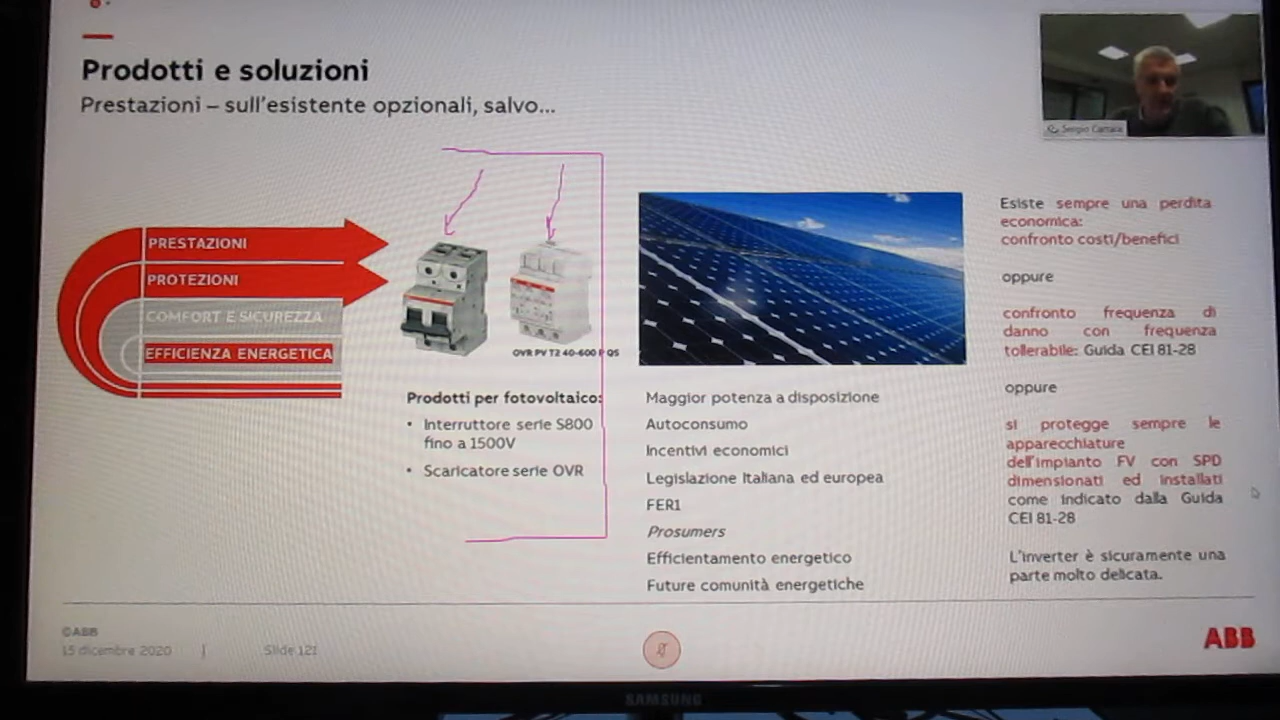 Prodotti e soluzioni
Prestazioni – sull'esistente opzionali, salvo...
PRESTAZIONI
PROTEZIONI
COMFORT E SICUREZZA
EFFICIENZA ENERGETICA
OVR PV T2 40-600 P QS
Prodotti per fotovoltaico:
• Interruttore serie S800
fino a 1500V
• Scaricatore serie OVR
Maggior potenza a disposizione
Autoconsumo
Incentivi economici
Legislazione Italiana ed europea
FER1
Prosumers
Efficientamento energetico
Future comunità energetiche
Sergio Carrara
Esiste sempre una perdita
economica:
confronto costi/benefici
oppure
confronto frequenza di
danno con frequenza
tollerabile: Guida CEI 81-28
oppure
si protegge sempre le
apparecchiature
dell'impianto FV con SPD
dimensionati ed installati
come indicato dalla Guida
CEI 81-28
L'inverter è sicuramente una
parte molto delicata.
©ABB
15 dicembre 2020 | Slide 121
ABB
SAMSUNG